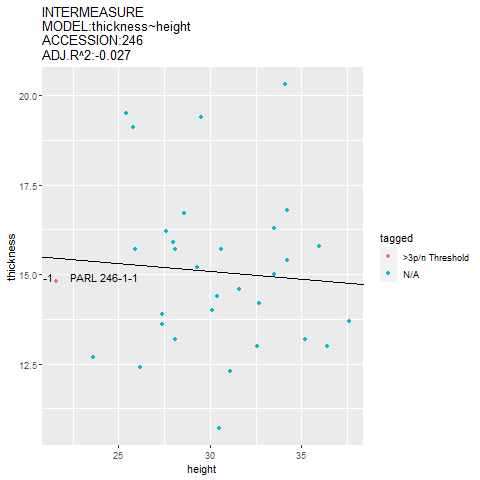 INTERMEASURE
MODEL:thickness~height
ACCESSION:246
ADJ.R^2:-0.027
20.0
17.5
15.0
12.5
thickness
-1
PARL 246-1-1
25
30
35
height
tagged
>3p/n Threshold
N/A